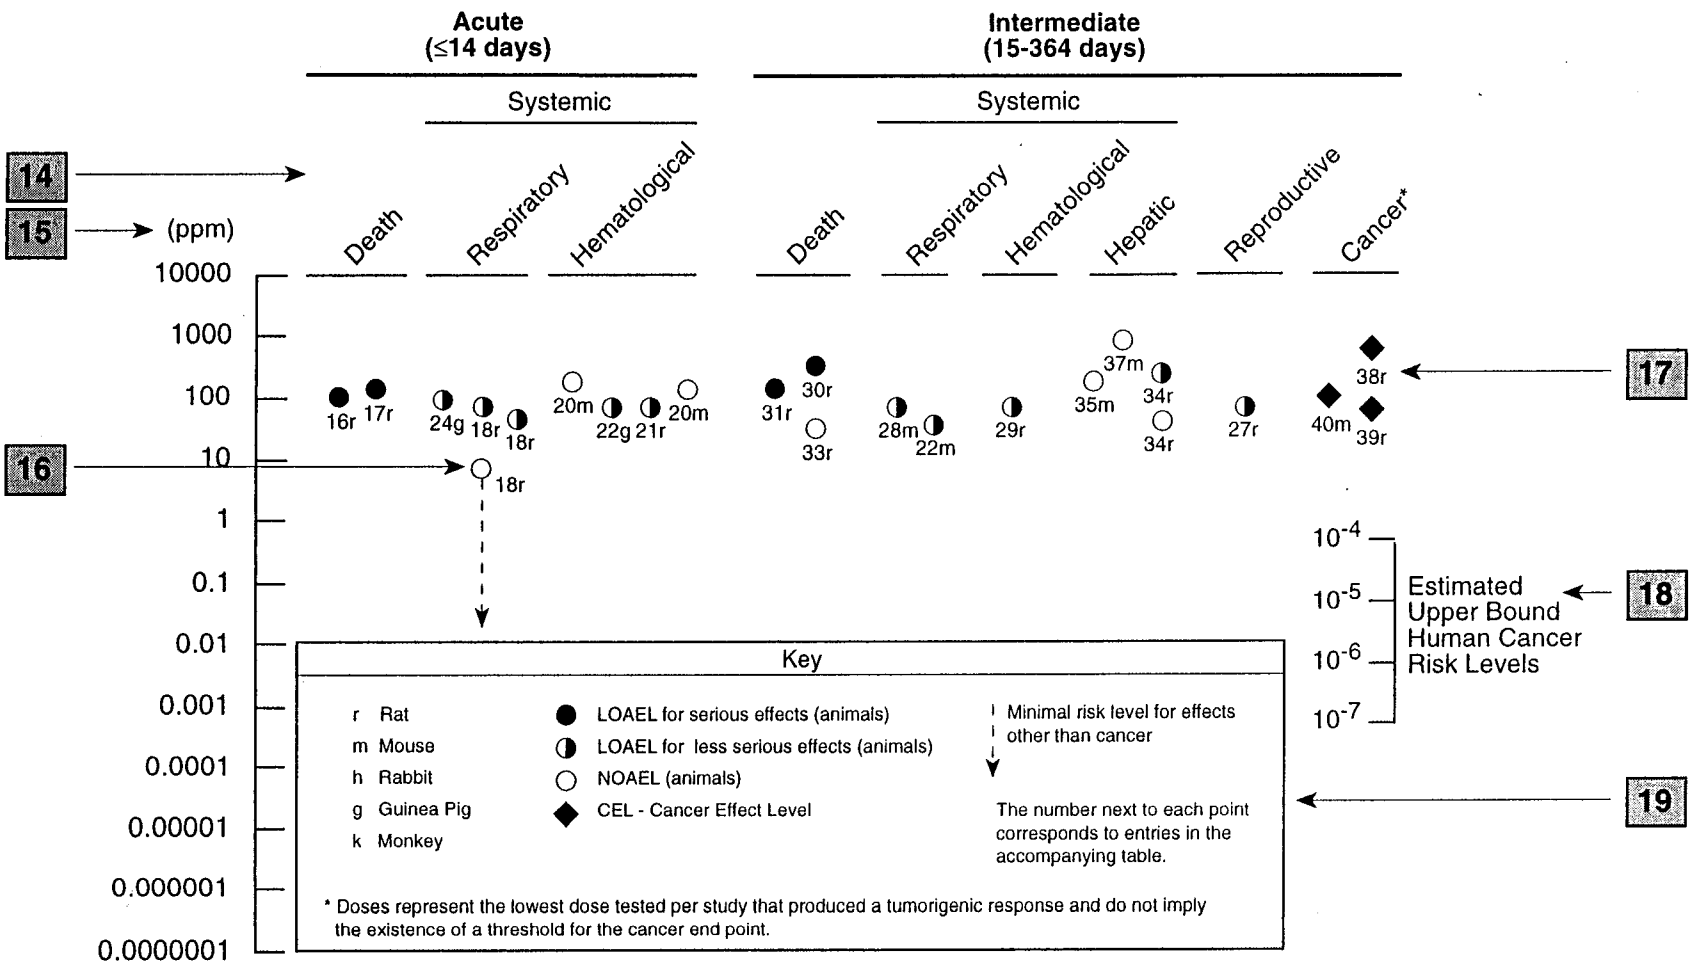 Acute
(≤14 days)
Intermediate
(15-364 days)
Systemic
Systemic
14
15
(ppm)
Death
Respiratory
Hematological
Death
Respiratory
Hematological
Hepatic
Reproductive
Cancer*
10000
1000
100
10
1
0.1
0.01
0.001
0.0001
0.00001
0.000001
0.0000001
16r
17r
24g
18r
18r
20m
22g
21r
20m
31r
30r
33r
28m
22m
29r
35m
37m
34r
34r
27r
40m
38r
39r
17
16
18r
10-4
10-5
10-6
10-7
Estimated
Upper Bound
Human Cancer
Risk Levels
18
Key
r Rat
m Mouse
h Rabbit
g Guinea Pig
k Monkey
LOAEL for serious effects (animals)
LOAEL for less serious effects (animals)
NOAEL (animals)
CEL - Cancer Effect Level
Minimal risk level for effects
other than cancer
The number next to each point
corresponds to entries in the
accompanying table.
19
* Doses represent the lowest dose tested per study that produced a tumorigenic response and do not imply
the existence of a threshold for the cancer end point.